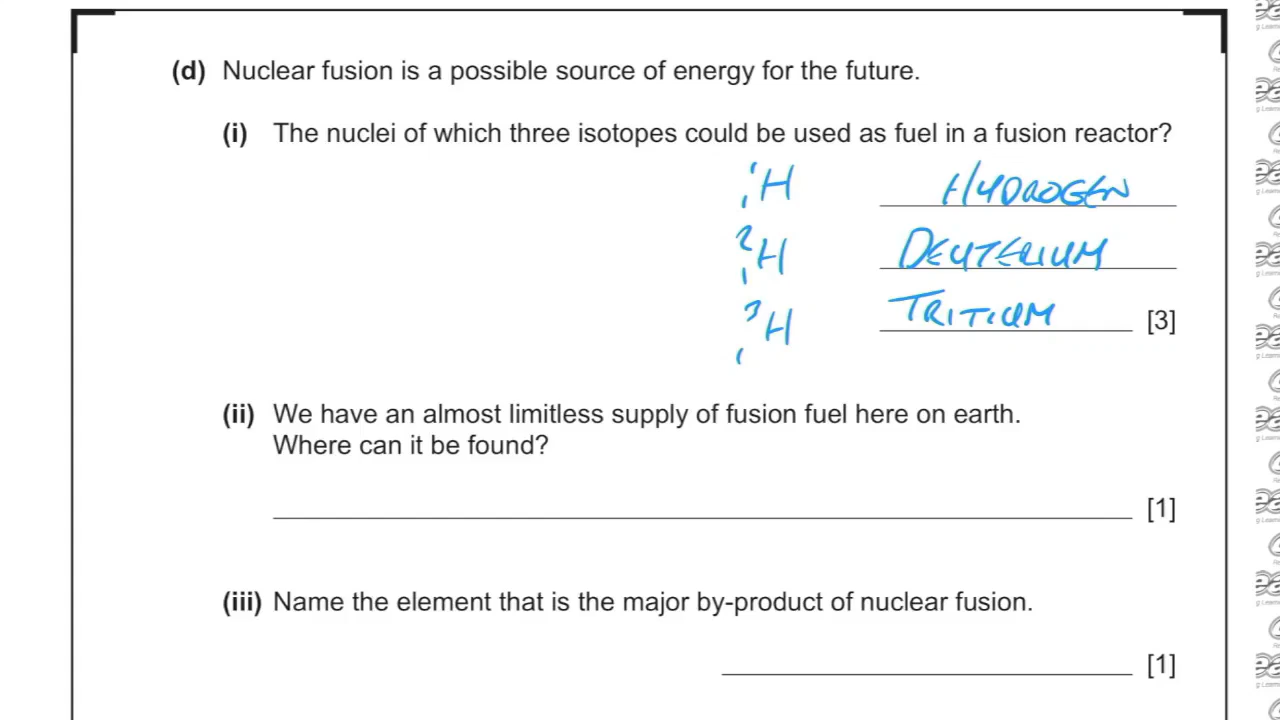 (d) Nuclear fusion is a possible source of energy for the future.
(i) The nuclei of which three isotopes could be used as fuel in a fusion reactor?
¹₁H HYDROGEN
²₁H DEUTERIUM
³₁H TRITIUM [3]
(ii) We have an almost limitless supply of fusion fuel here on earth.
Where can it be found?
[1]
(iii) Name the element that is the major by-product of nuclear fusion.
[1]